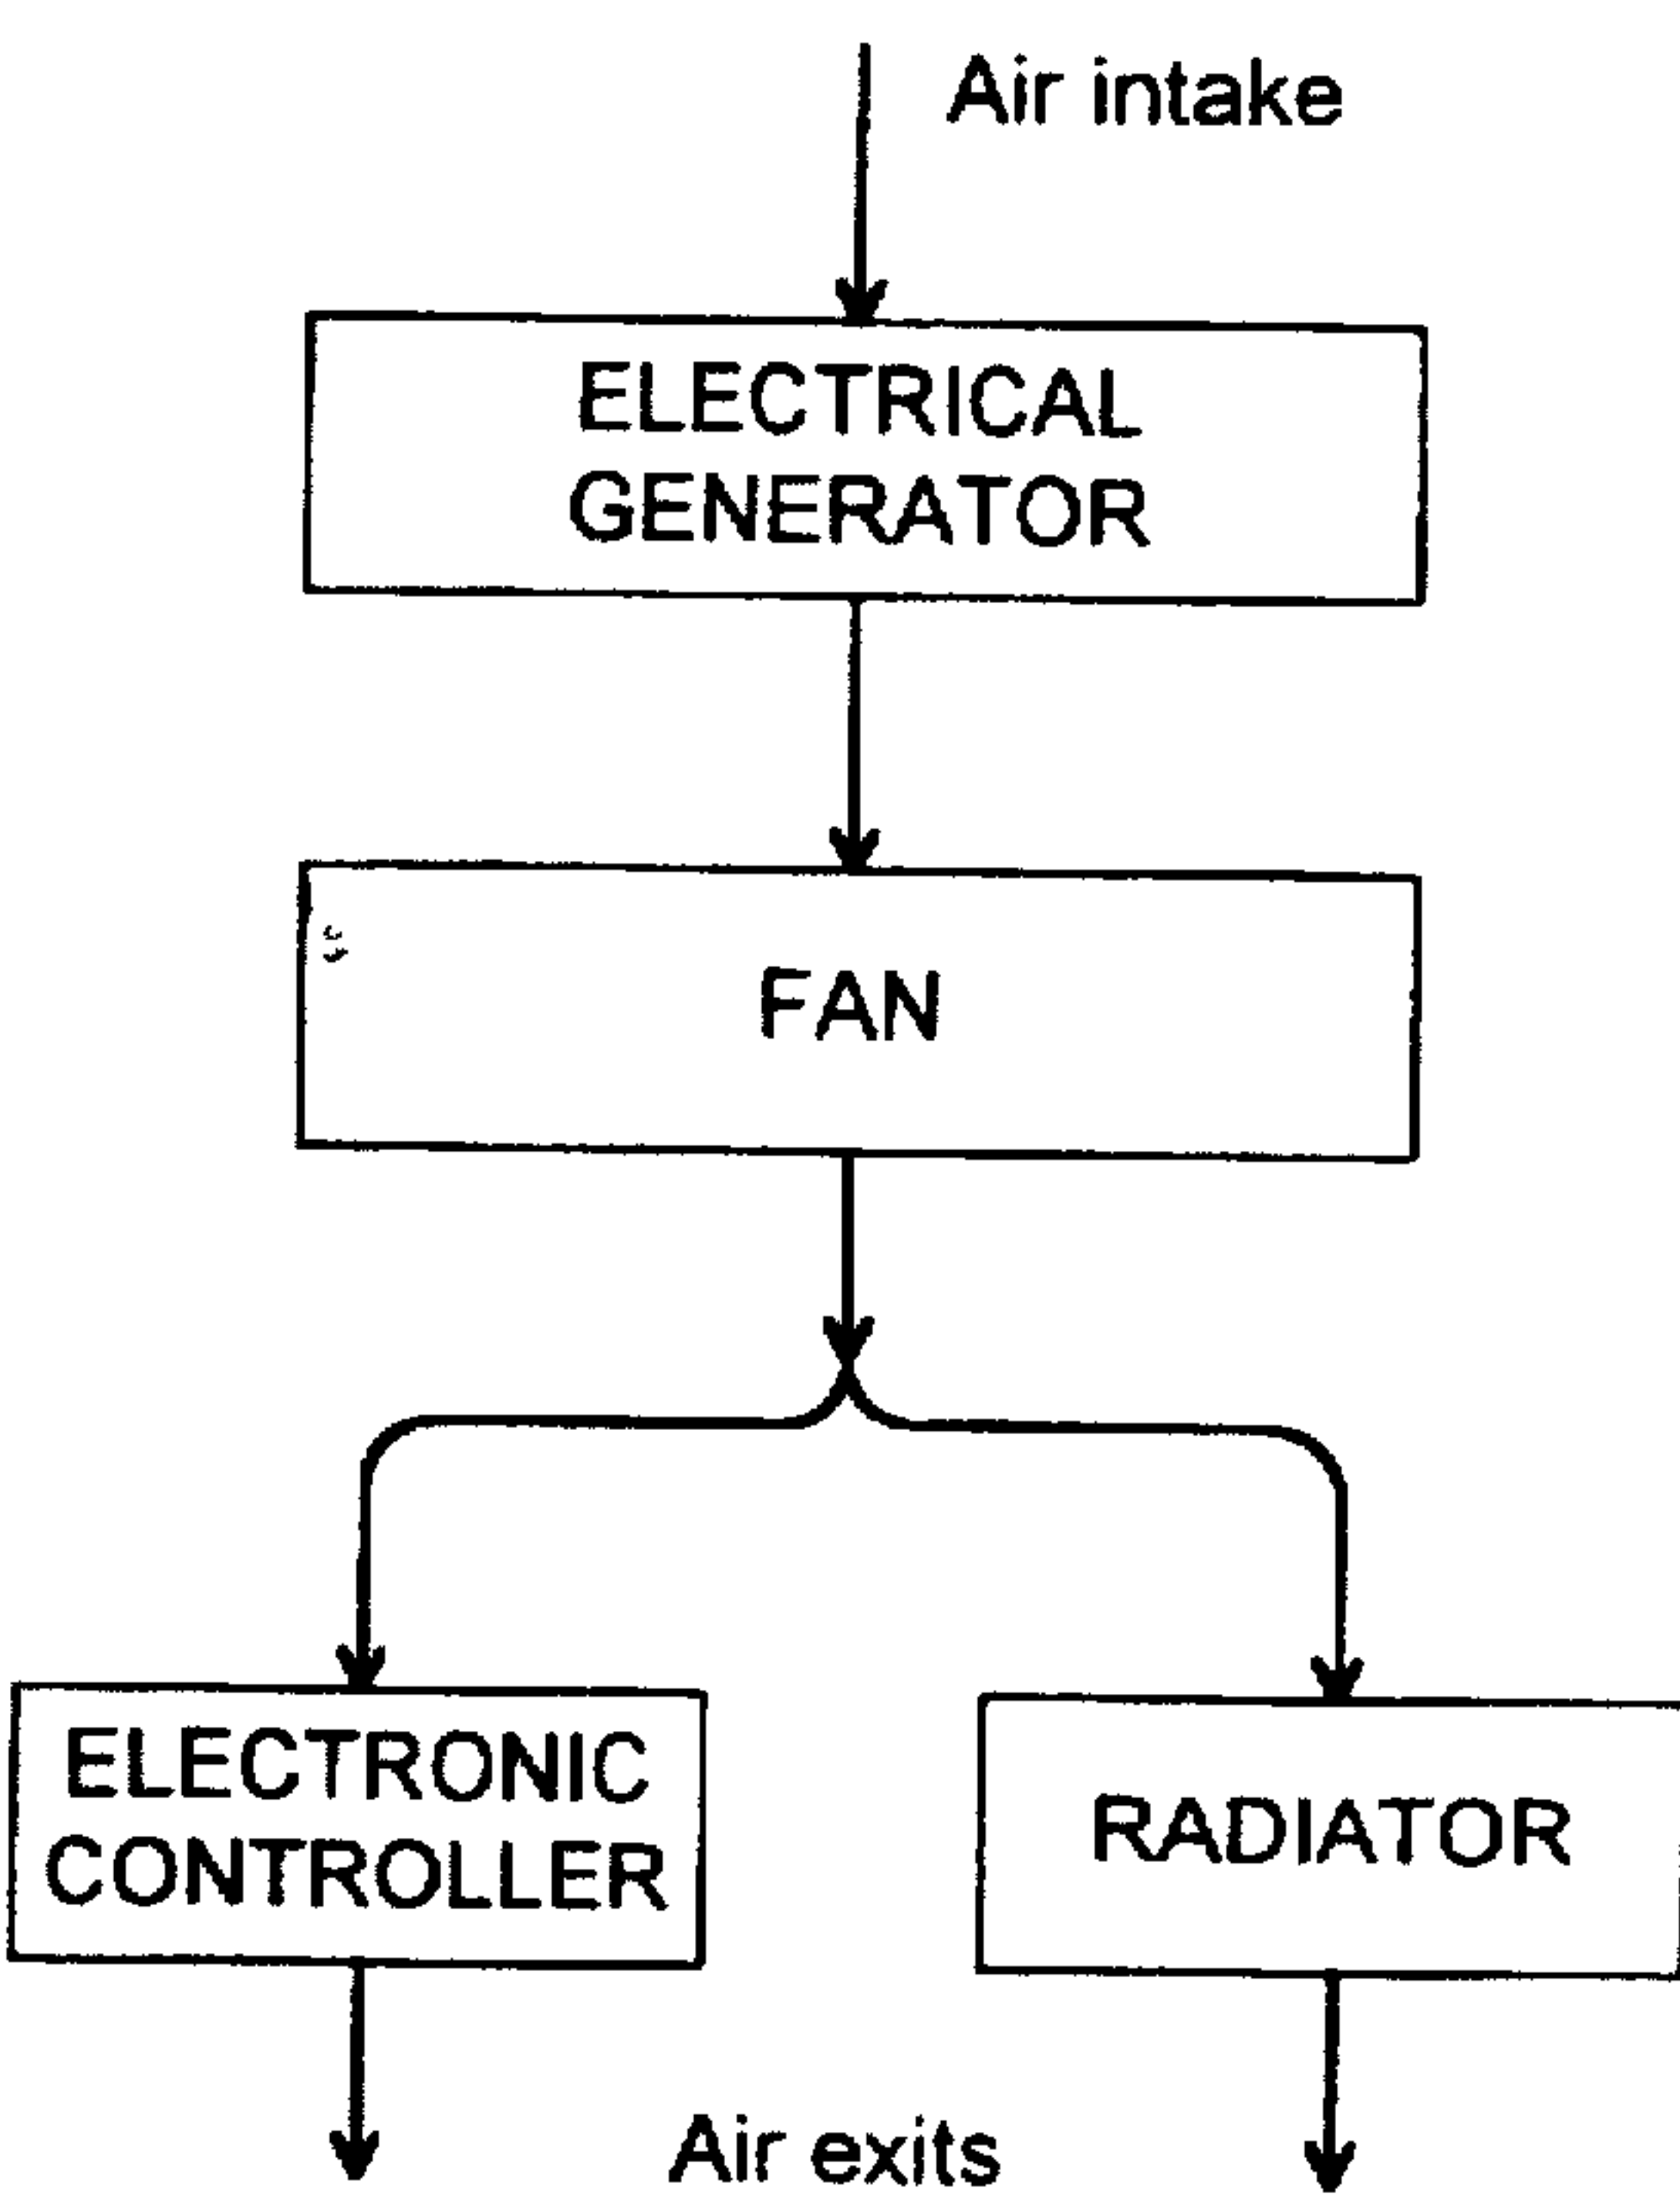 Air intake
ELECTRICAL
GENERATOR
FAN
ELECTRONIC
CONTROLLER
RADIATOR
Air exits